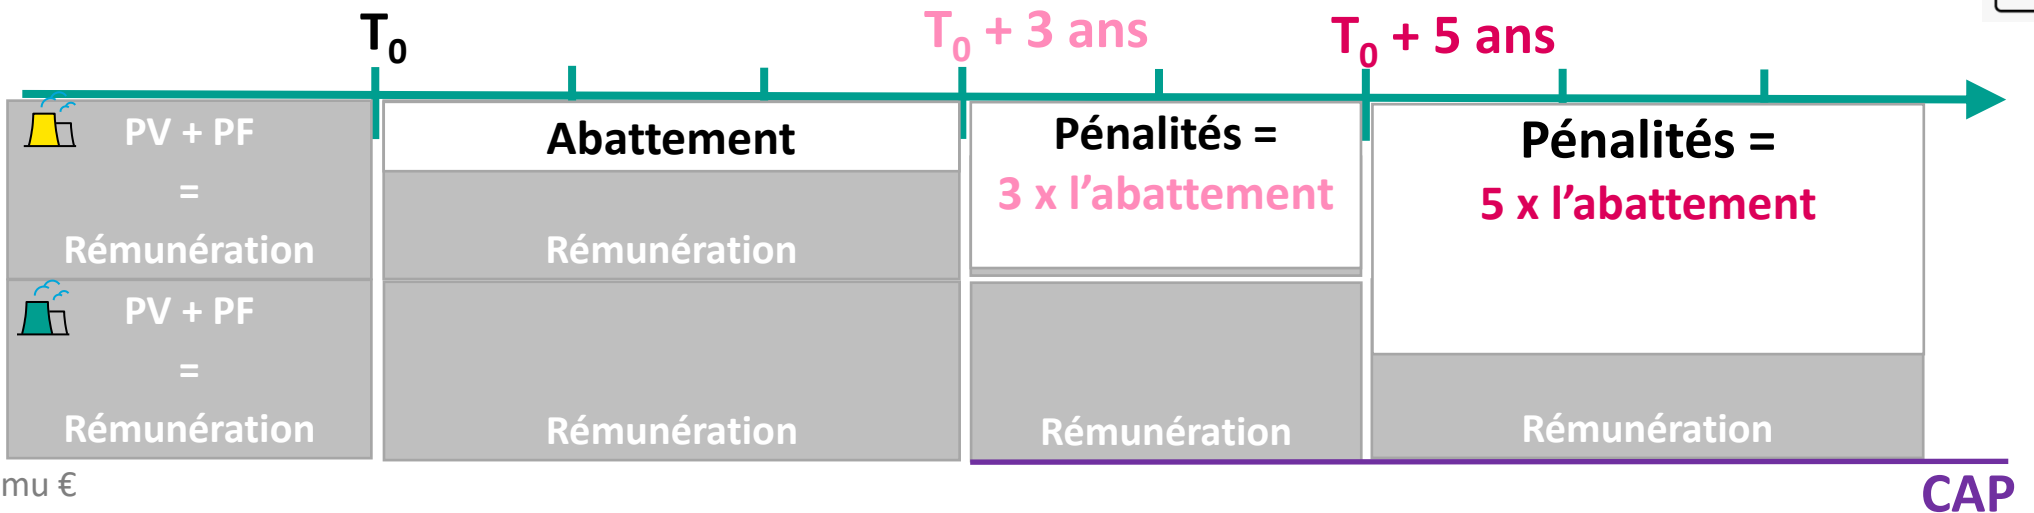 T0
T0 + 3 ans
T0 + 5 ans
PV + PF
=
Rémunération
Abattement
Rémunération
Pénalités =
3 x l’abattement
Pénalités =
5 x l’abattement
PV + PF
=
Rémunération
Rémunération
Rémunération
Rémunération
mu €
CAP